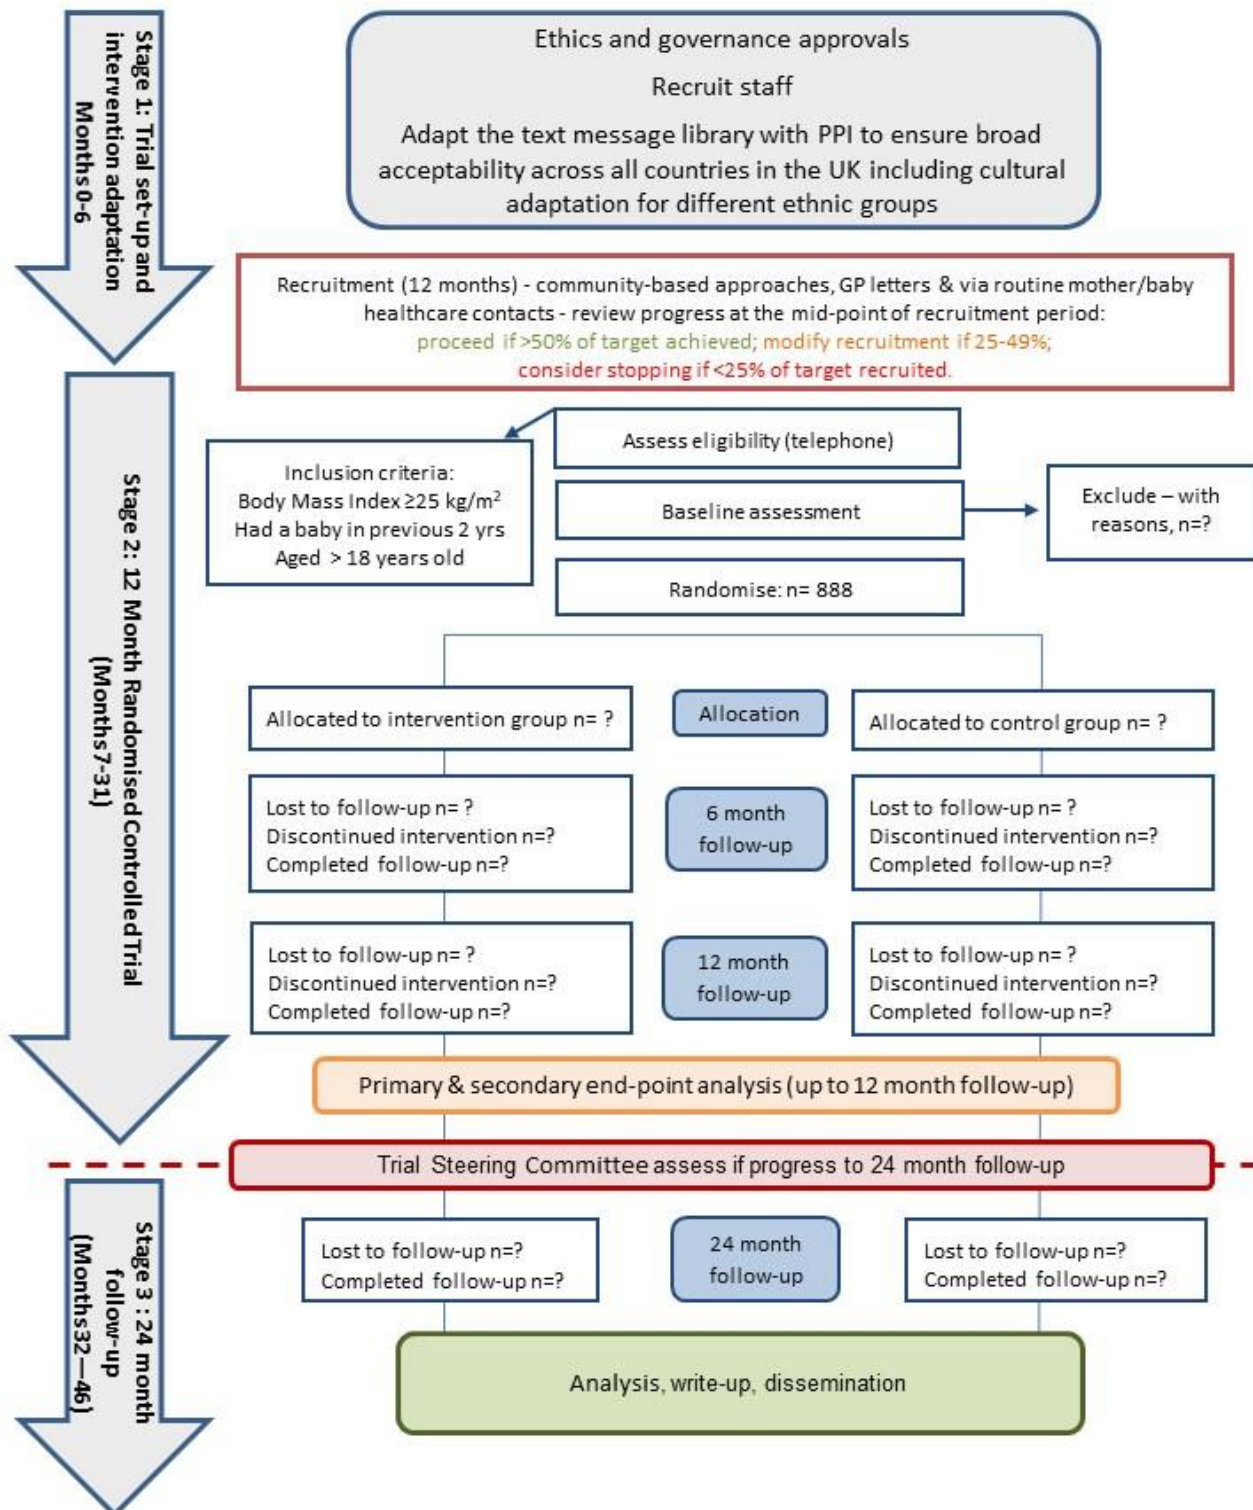 Stage 1: Trial set-up and
intervention adaptation
Months 0-6
Ethics and governance approvals
Recruit staff
Adapt the text message library with PPI to ensure broad
acceptability across all countries in the UK including cultural
adaptation for different ethnic groups
Recruitment (12 months) - community-based approaches, GP letters & via routine mother/baby
healthcare contacts - review progress at the mid-point of recruitment period:
proceed if >50% of target achieved; modify recruitment if 25-49%;
consider stopping if <25% of target recruited.
Stage 2: 12 Month Randomised Controlled Trial
(Months 7-31)
Assess eligibility (telephone)
Inclusion criteria:
Body Mass Index ≥25 kg/m²
Had a baby in previous 2 yrs
Aged > 18 years old
Baseline assessment
Exclude – with
reasons, n=?
Randomise: n= 888
Allocated to intervention group n= ?
Allocation
Allocated to control group n= ?
Lost to follow-up n= ?
Discontinued intervention n=?
Completed follow-up n=?
6 month
follow-up
Lost to follow-up n= ?
Discontinued intervention n=?
Completed follow-up n=?
Lost to follow-up n= ?
Discontinued intervention n=?
Completed follow-up n=?
12 month
follow-up
Lost to follow-up n= ?
Discontinued intervention n=?
Completed follow-up n=?
Primary & secondary end-point analysis (up to 12 month follow-up)
Trial Steering Committee assess if progress to 24 month follow-up
Stage 3 : 24 month
follow-up
(Months 32—46)
Lost to follow-up n=?
Completed follow-up n=?
24 month
follow-up
Lost to follow-up n=?
Completed follow-up n=?
Analysis, write-up, dissemination